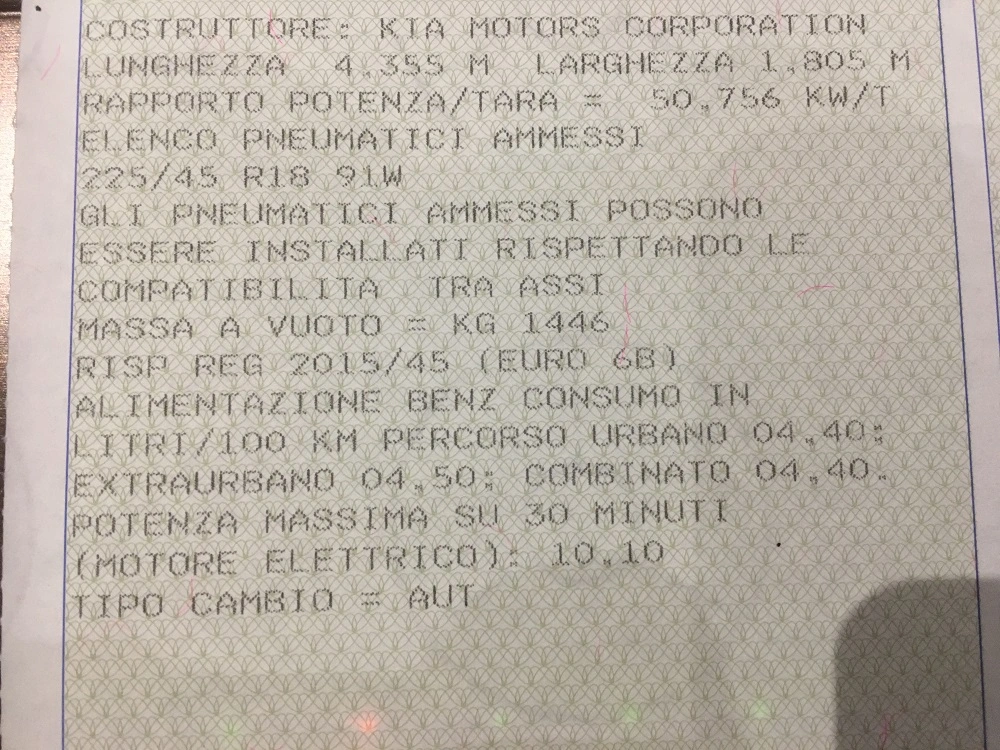 COSTRUTTORE: KIA MOTORS CORPORATION
LUNGHEZZA 4,355 M LARGHEZZA 1,805 M
RAPPORTO POTENZA/TARA = 50,756 KW/T
ELENCO PNEUMATICI AMMESSI
225/45 R18 91W
GLI PNEUMATICI AMMESSI POSSONO
ESSERE INSTALLATI RISPETTANDO LE
COMPATIBILITA TRA ASSI
MASSA A VUOTO = KG 1446
RISP REG 2015/45 (EURO 6B)
ALIMENTAZIONE BENZ CONSUMO IN
LITRI/100 KM PERCORSO URBANO 04,40;
EXTRAURBANO 04,50; COMBINATO 04,40.
POTENZA MASSIMA SU 30 MINUTI
(MOTORE ELETTRICO): 10,10
TIPO CAMBIO = AUT